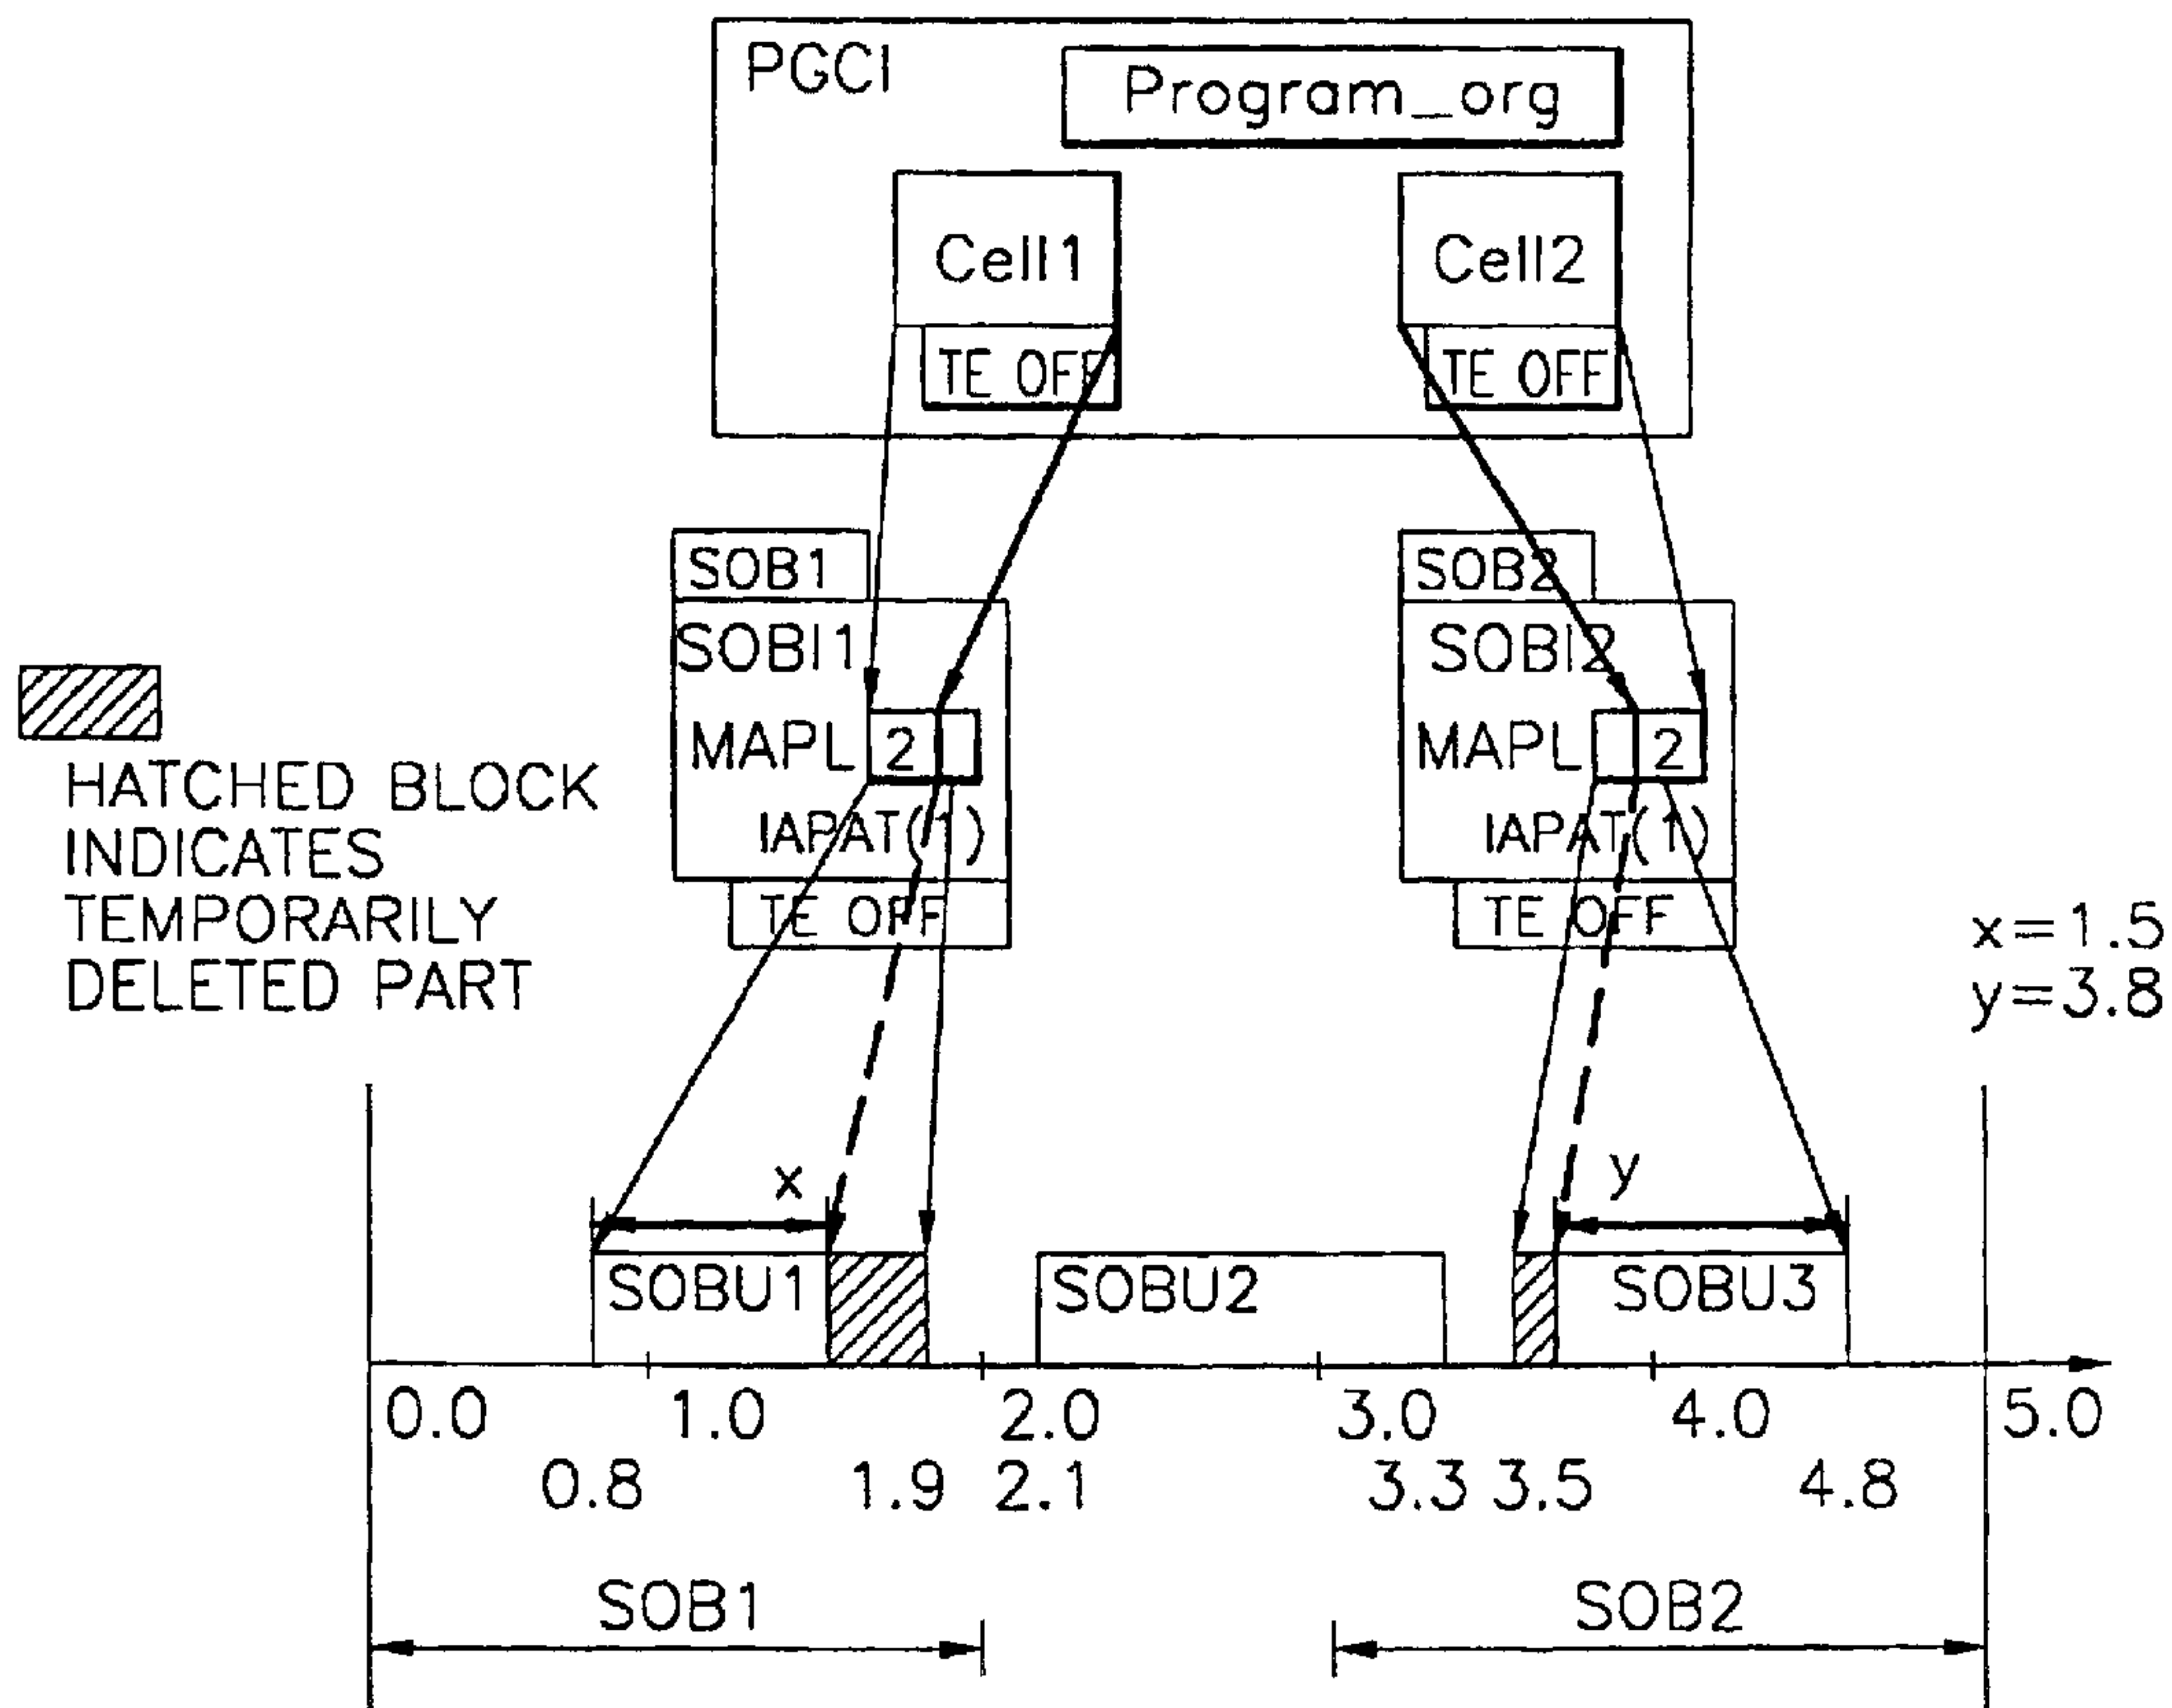 PGCI
Program_org
Cell1
Cell2
TE OFF
TE OFF
SOB1
SOB2
SOBI1
SOBI2
MAPL 2
MAPL 2
IAPAT(1)
IAPAT(1)
TE OFF
TE OFF
HATCHED BLOCK
INDICATES
TEMPORARILY
DELETED PART
x=1.5
y=3.8
x
y
SOBU1
SOBU2
SOBU3
0.0 1.0 2.0 3.0 4.0 5.0
0.8 1.9 2.1 3.3 3.5 4.8
SOB1
SOB2